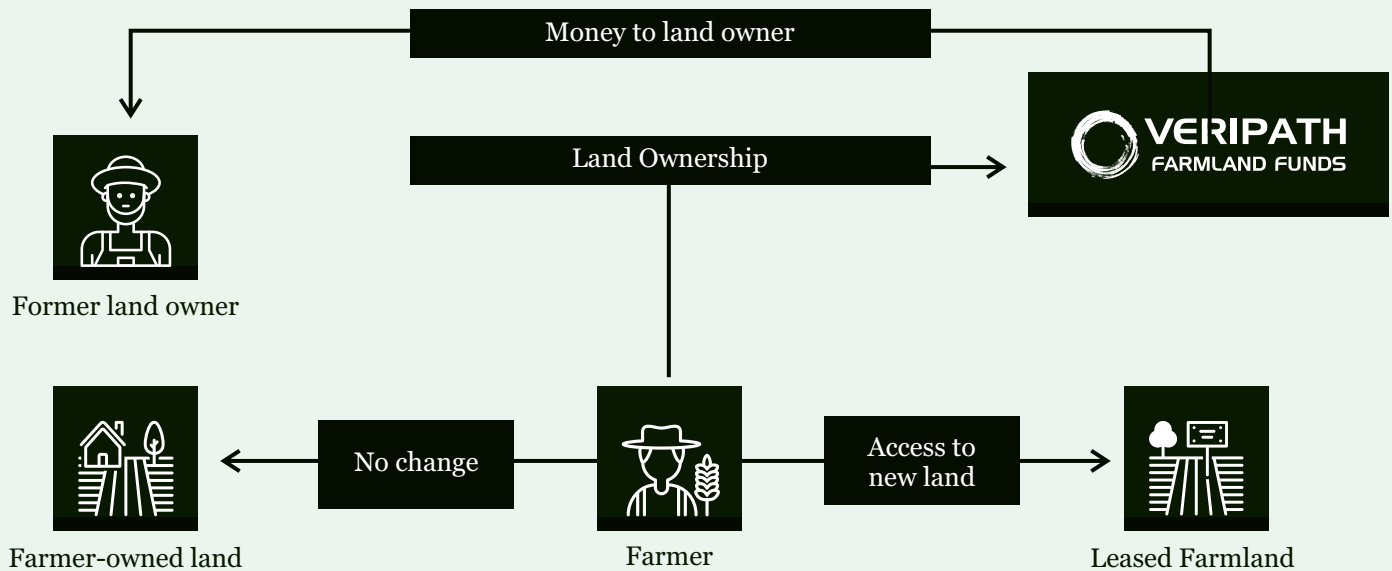 Money to land owner
VERIPATH
FARMLAND FUNDS
Land Ownership
Former land owner
No change
Access to
new land
Farmer-owned land
Farmer
Leased Farmland